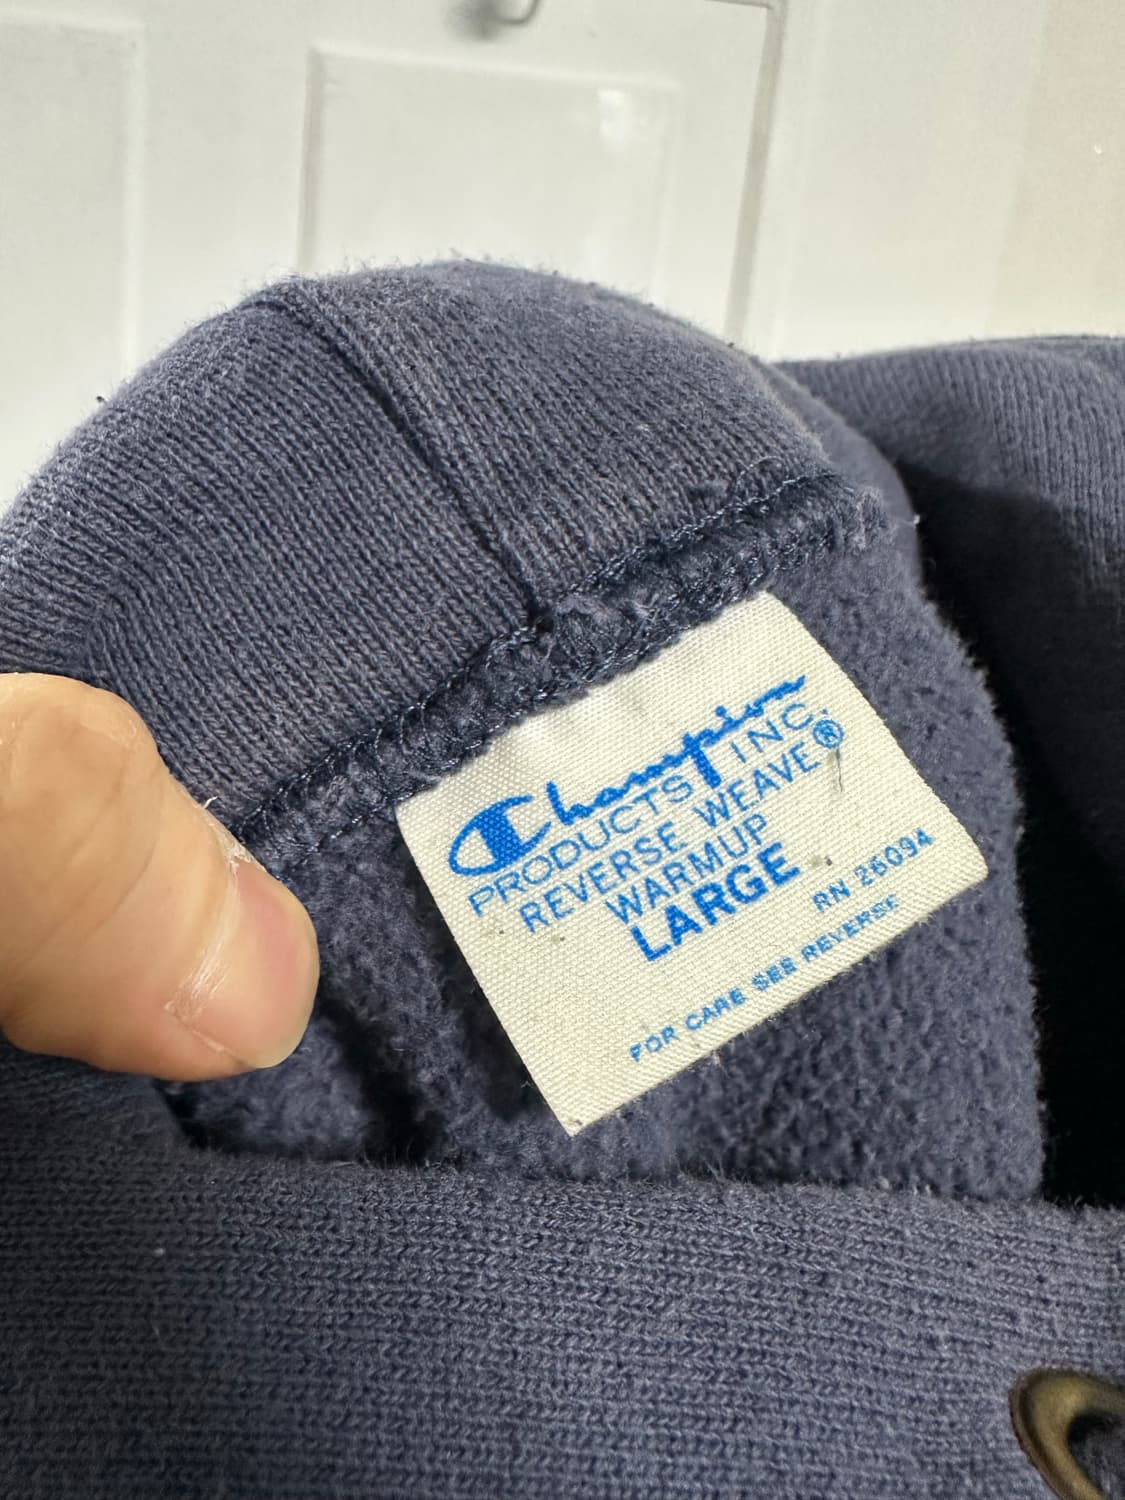 Champion
PRODUCTS INC.
REVERSE WEAVE®
WARMUP
LARGE
RN 26094
FOR CARE SEE REVERSE